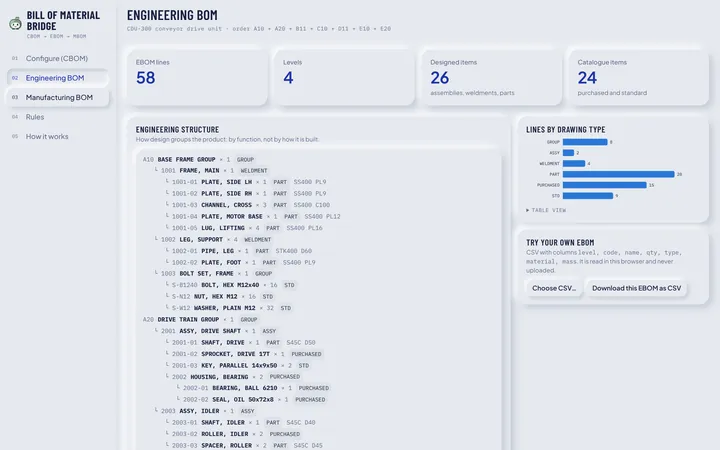 BILL OF MATERIAL BRIDGE
CBOM → EBOM → MBOM
01 Configure (CBOM)
02 Engineering BOM
03 Manufacturing BOM
04 Rules
05 How it works
ENGINEERING BOM
CDU-300 conveyor drive unit · order A10 + A20 + B11 + C10 + D11 + E10 + E20
EBOM lines
58
Levels
4
Designed items
26
assemblies, weldments, parts
Catalogue items
24
purchased and standard
ENGINEERING STRUCTURE
How design groups the product: by function, not by how it is built.
A10 BASE FRAME GROUP × 1 GROUP
└ 1001 FRAME, MAIN × 1 WELDMENT
└ 1001-01 PLATE, SIDE LH × 1 PART SS400 PL9
└ 1001-02 PLATE, SIDE RH × 1 PART SS400 PL9
└ 1001-03 CHANNEL, CROSS × 3 PART SS400 C100
└ 1001-04 PLATE, MOTOR BASE × 1 PART SS400 PL12
└ 1001-05 LUG, LIFTING × 4 PART SS400 PL16
└ 1002 LEG, SUPPORT × 4 WELDMENT
└ 1002-01 PIPE, LEG × 1 PART STK400 D60
└ 1002-02 PLATE, FOOT × 1 PART SS400 PL9
└ 1003 BOLT SET, FRAME × 1 GROUP
└ S-B1240 BOLT, HEX M12x40 × 16 STD
└ S-N12 NUT, HEX M12 × 16 STD
└ S-W12 WASHER, PLAIN M12 × 32 STD
A20 DRIVE TRAIN GROUP × 1 GROUP
└ 2001 ASSY, DRIVE SHAFT × 1 ASSY
└ 2001-01 SHAFT, DRIVE × 1 PART S45C D50
└ 2001-02 SPROCKET, DRIVE 17T × 1 PURCHASED
└ 2001-03 KEY, PARALLEL 14x9x50 × 2 STD
└ 2002 HOUSING, BEARING × 2 PURCHASED
└ 2002-01 BEARING, BALL 6210 × 1 PURCHASED
└ 2002-02 SEAL, OIL 50x72x8 × 1 PURCHASED
└ 2003 ASSY, IDLER × 1 ASSY
└ 2003-01 SHAFT, IDLER × 1 PART S45C D40
└ 2003-02 ROLLER, IDLER × 2 PURCHASED
└ 2003-03 SPACER, ROLLER × 2 PART S45C D45
LINES BY DRAWING TYPE
GROUP
ASSY
WELDMENT 4
PART
PURCHASED
STD
▶ TABLE VIEW
TRY YOUR OWN EBOM
CSV with columns level, code, name, qty, type, material, mass. It is read in this browser and never uploaded.
Choose CSV…
Download this EBOM as CSV